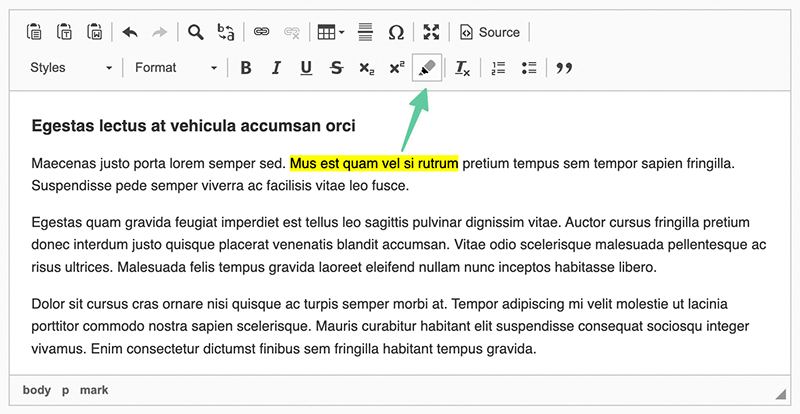 Source
Styles Format B I U S x₂ x² Tx
Egestas lectus at vehicula accumsan orci
Maecenas justo porta lorem semper sed. Mus est quam vel si rutrum pretium tempus sem tempor sapien fringilla.
Suspendisse pede semper viverra ac facilisis vitae leo fusce.
Egestas quam gravida feugiat imperdiet est tellus leo sagittis pulvinar dignissim vitae. Auctor cursus fringilla pretium
donec interdum justo quisque placerat venenatis blandit accumsan. Vitae odio scelerisque malesuada pellentesque ac
risus ultrices. Malesuada felis tempus gravida laoreet eleifend nullam nunc inceptos habitasse libero.
Dolor sit cursus cras ornare nisi quisque ac turpis semper morbi at. Tempor adipiscing mi velit molestie ut lacinia
porttitor commodo nostra sapien scelerisque. Mauris curabitur habitant elit suspendisse consequat sociosqu integer
vivamus. Enim consectetur dictumst finibus sem fringilla habitant tempus gravida.
body p mark